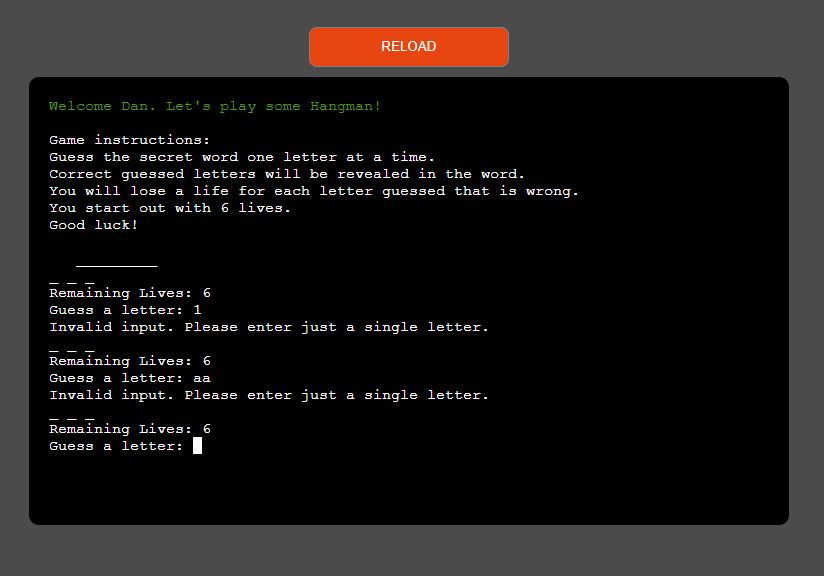 RELOAD
Welcome Dan. Let's play some Hangman!
Game instructions:
Guess the secret word one letter at a time.
Correct guessed letters will be revealed in the word.
You will lose a life for each letter guessed that is wrong.
You start out with 6 lives.
Good luck!
_________
_ _ _
Remaining Lives: 6
Guess a letter: 1
Invalid input. Please enter just a single letter.
_ _ _
Remaining Lives: 6
Guess a letter: aa
Invalid input. Please enter just a single letter.
_ _ _
Remaining Lives: 6
Guess a letter: